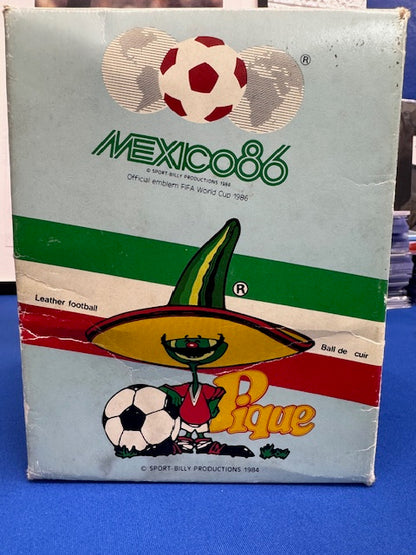 ®
MEXICO86
© SPORT-BILLY PRODUCTIONS 1984
Official emblem FIFA World Cup 1986
®
Leather football
Ball de cuir
Pique
© SPORT-BILLY PRODUCTIONS 1984